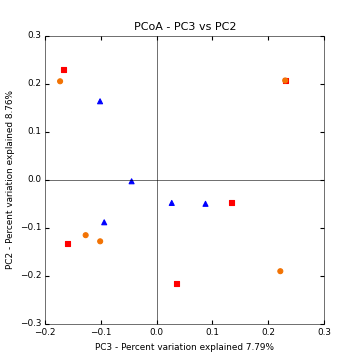 PCoA - PC3 vs PC2
0.3
0.2
0.1
0.0
−0.1
−0.2
−0.3
PC2 - Percent variation explained 8.76%
−0.2 −0.1 0.0 0.1 0.2 0.3
PC3 - Percent variation explained 7.79%